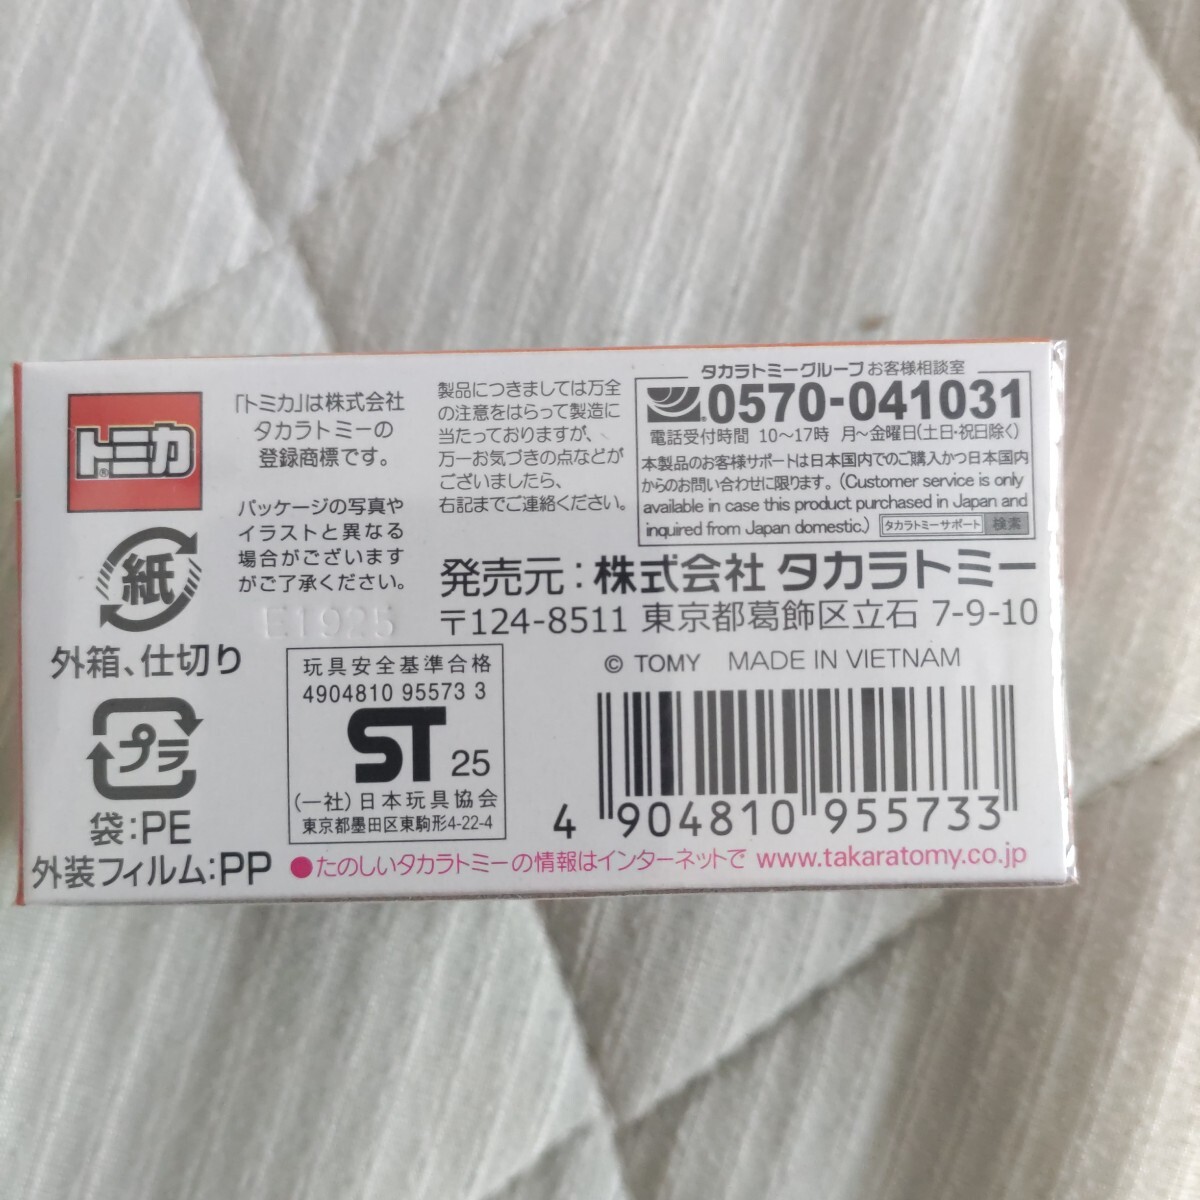 トミカ®
「トミカ」は株式会社
タカラトミーの
登録商標です。
パッケージの写真や
イラストと異なる
場合がございます
がご了承ください。
E1925
紙
外箱、仕切り
プラ
袋:PE
外装フィルム:PP
製品につきましては万全
の注意をはらって製造に
当たっておりますが、
万一お気づきの点などが
ございましたら、
右記までご連絡ください。
タカラトミーグループお客様相談室
0570-041031
電話受付時間 10〜17時 月〜金曜日(土日・祝日除く)
本製品のお客様サポートは日本国内でのご購入かつ日本国内
からのお問い合わせに限ります。(Customer service is only
available in case this product purchased in Japan and
inquired from Japan domestic.) タカラトミーサポート 検索
発売元:株式会社 タカラトミー
〒124-8511 東京都葛飾区立石 7-9-10
© TOMY MADE IN VIETNAM
玩具安全基準合格
4904810 95573 3
ST 25
(一社)日本玩具協会
東京都墨田区東駒形4-22-4
4 904810 955733
●たのしいタカラトミーの情報はインターネットで www.takaratomy.co.jp